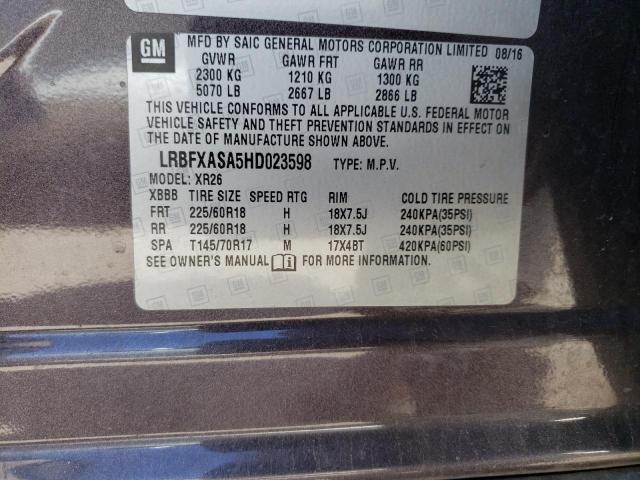 GM
MFD BY SAIC GENERAL MOTORS CORPORATION LIMITED 08/16
GVWR GAWR FRT GAWR RR
2300 KG 1210 KG 1300 KG
5070 LB 2667 LB 2866 LB
THIS VEHICLE CONFORMS TO ALL APPLICABLE U.S. FEDERAL MOTOR
VEHICLE SAFETY AND THEFT PREVENTION STANDARDS IN EFFECT ON
THE DATE OF MANUFACTURE SHOWN ABOVE.
LRBFXASA5HD023598 TYPE: M.P.V.
MODEL: XR26
XBBB TIRE SIZE SPEED RTG RIM COLD TIRE PRESSURE
FRT 225/60R18 H 18X7.5J 240KPA(35PSI)
RR 225/60R18 H 18X7.5J 240KPA(35PSI)
SPA T145/70R17 M 17X4BT 420KPA(60PSI)
SEE OWNER'S MANUAL FOR MORE INFORMATION.